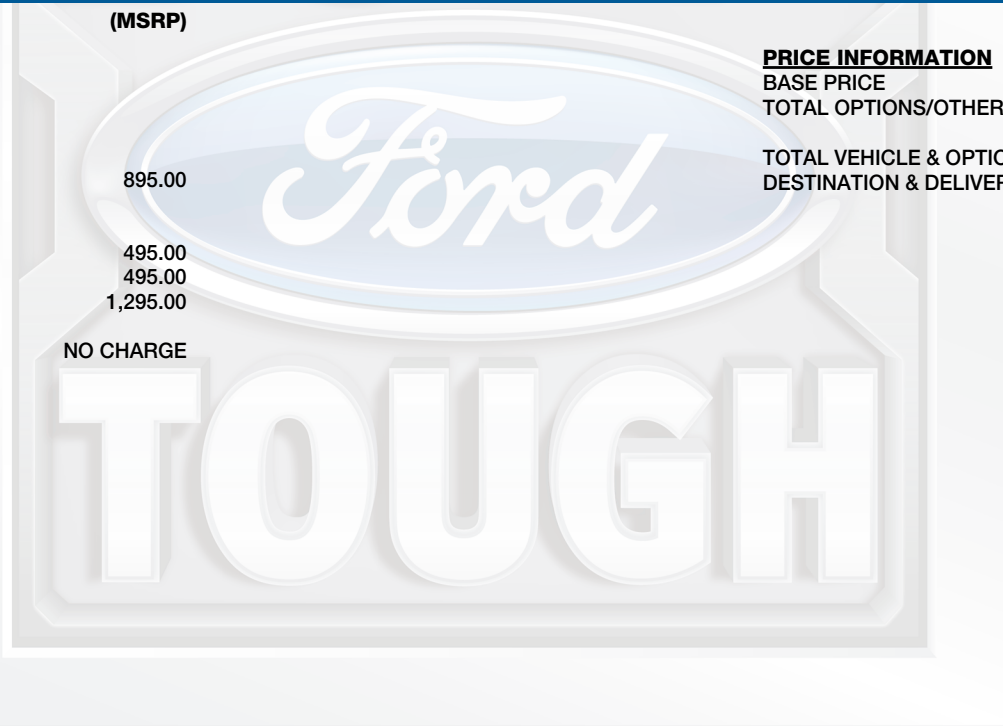 (MSRP)
895.00
495.00
495.00
1,295.00
NO CHARGE
PRICE INFORMATION
BASE PRICE
TOTAL OPTIONS/OTHER
TOTAL VEHICLE & OPTIO
DESTINATION & DELIVER
Ford
TOUGH